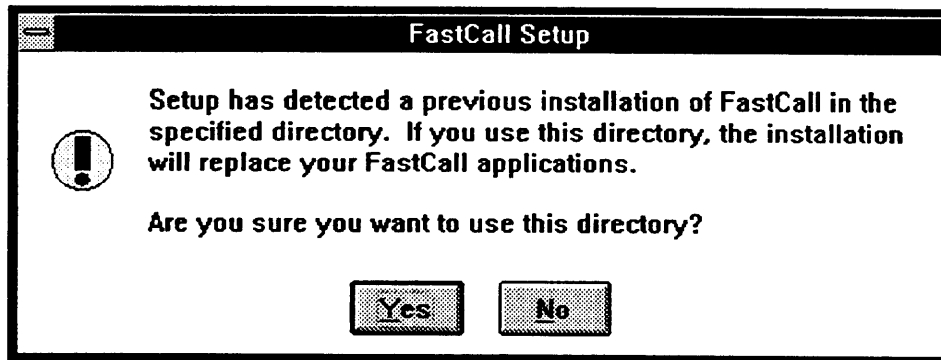 FastCall Setup
Setup has detected a previous installation of FastCall in the
specified directory. If you use this directory, the installation
will replace your FastCall applications.
Are you sure you want to use this directory?
Yes No